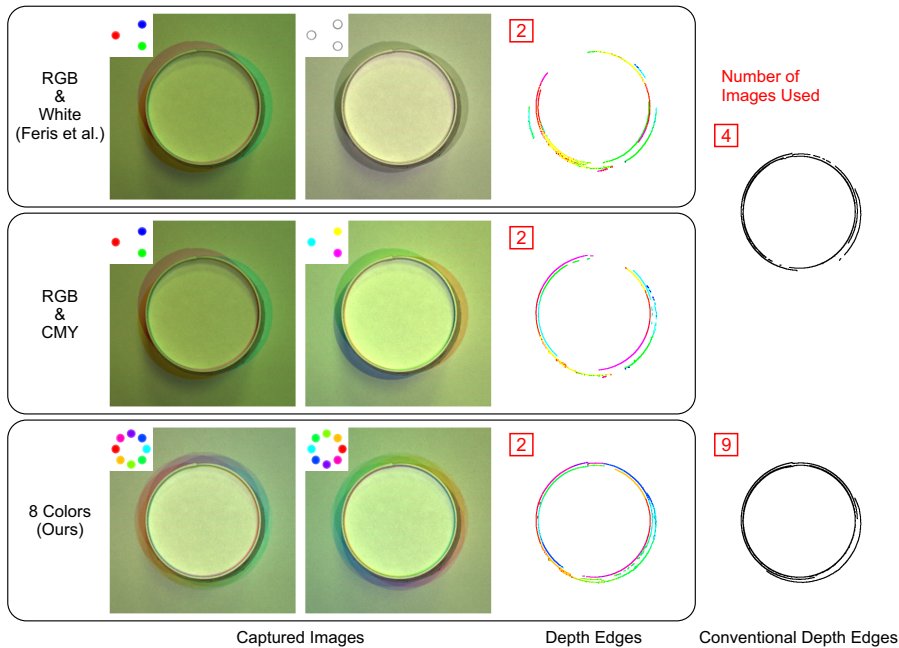 RGB
&
White
(Feris et al.)
2
Number of
Images Used
4
RGB
&
CMY
2
8 Colors
(Ours)
2
9
Captured Images
Depth Edges
Conventional Depth Edges